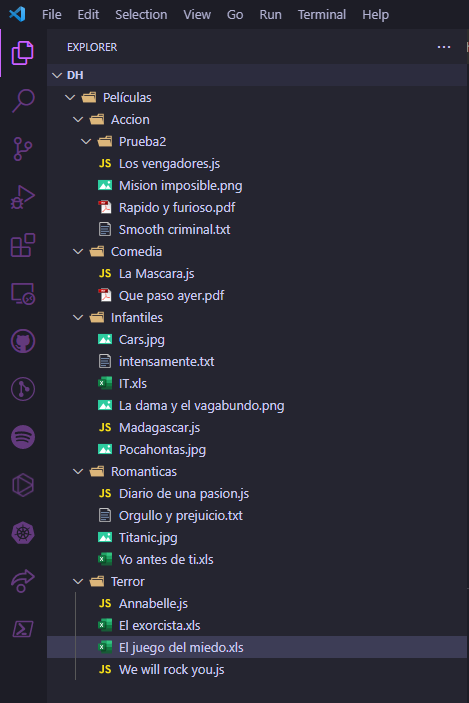 File Edit Selection View Go Run Terminal Help
EXPLORER ...
DH
Películas
Accion
Prueba2
JS Los vengadores.js
Mision imposible.png
Rapido y furioso.pdf
Smooth criminal.txt
Comedia
JS La Mascara.js
Que paso ayer.pdf
Infantiles
Cars.jpg
intensamente.txt
IT.xls
La dama y el vagabundo.png
JS Madagascar.js
Pocahontas.jpg
Romanticas
JS Diario de una pasion.js
Orgullo y prejuicio.txt
Titanic.jpg
Yo antes de ti.xls
Terror
JS Annabelle.js
El exorcista.xls
El juego del miedo.xls
JS We will rock you.js